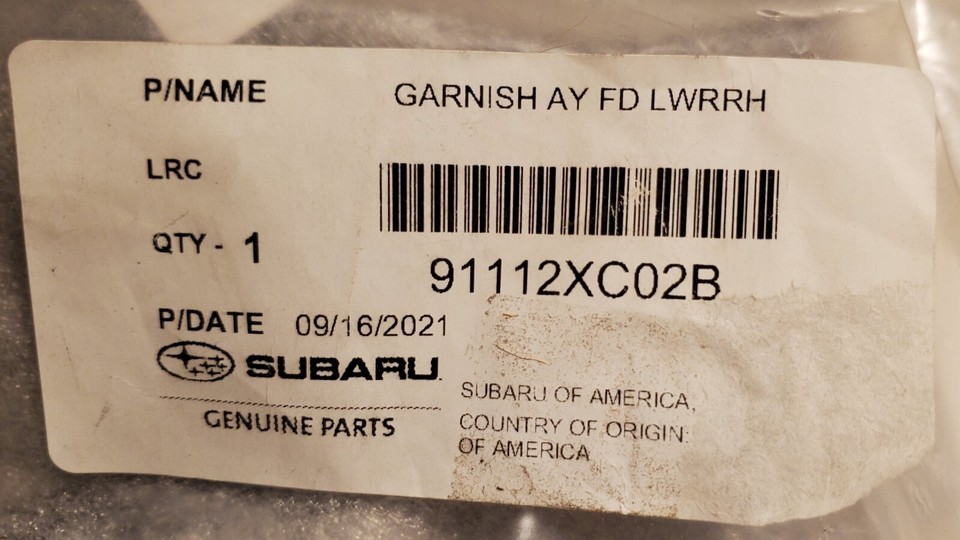 P/NAME GARNISH AY FD LWRRH
LRC
QTY - 1
91112XC02B
P/DATE 09/16/2021
SUBARU
GENUINE PARTS
SUBARU OF AMERICA,
COUNTRY OF ORIGIN:
OF AMERICA